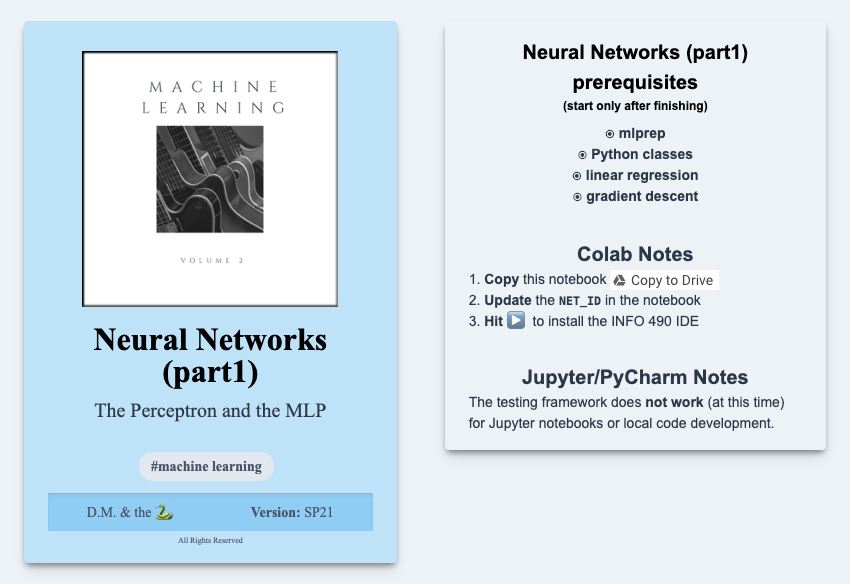 MACHINE
LEARNING
VOLUME 2
Neural Networks
(part1)
The Perceptron and the MLP
#machine learning
D.M. & the 🐍 Version: SP21
All Rights Reserved
Neural Networks (part1)
prerequisites
(start only after finishing)
⦿ mlprep
⦿ Python classes
⦿ linear regression
⦿ gradient descent
Colab Notes
1. Copy this notebook Copy to Drive
2. Update the NET_ID in the notebook
3. Hit ▶️ to install the INFO 490 IDE
Jupyter/PyCharm Notes
The testing framework does not work (at this time)
for Jupyter notebooks or local code development.